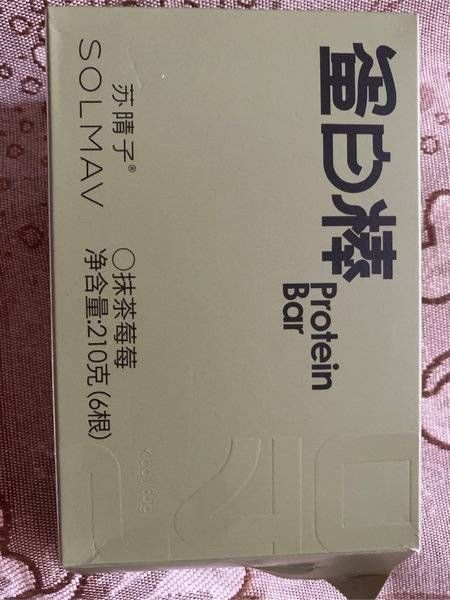 蛋白棒
Protein
Bar
苏晴子®
SOLMAV
抹茶莓莓
净含量:210克(6根)